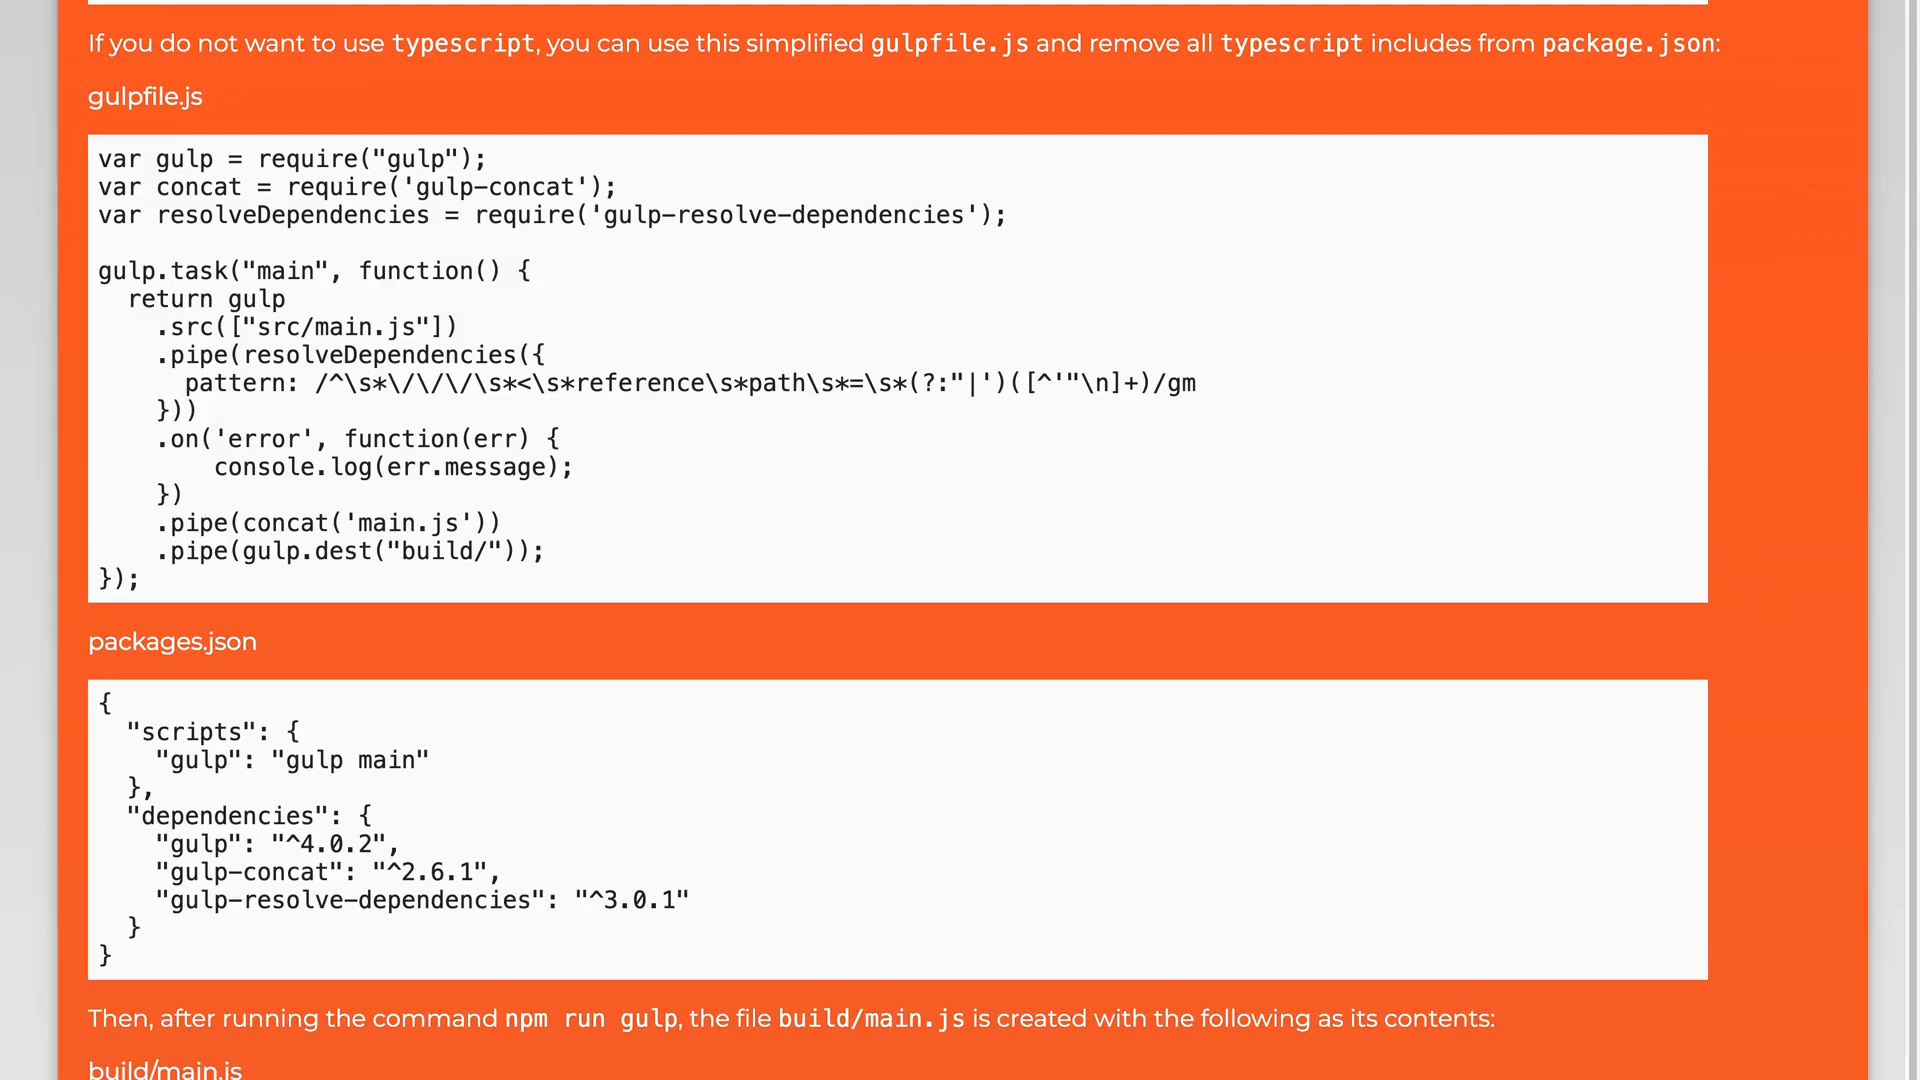 If you do not want to use typescript, you can use this simplified gulpfile.js and remove all typescript includes from package.json:
gulpfile.js
var gulp = require("gulp");
var concat = require('gulp-concat');
var resolveDependencies = require('gulp-resolve-dependencies');
gulp.task("main", function() {
  return gulp
    .src(["src/main.js"])
    .pipe(resolveDependencies({
      pattern: /^\s*\/\/\/\s*<\s*reference\s*path\s*=\s*(?:"|')([^'"\n]+)/gm
    }))
    .on('error', function(err) {
        console.log(err.message);
    })
    .pipe(concat('main.js'))
    .pipe(gulp.dest("build/"));
});
packages.json
{
  "scripts": {
    "gulp": "gulp main"
  },
  "dependencies": {
    "gulp": "^4.0.2",
    "gulp-concat": "^2.6.1",
    "gulp-resolve-dependencies": "^3.0.1"
  }
}
Then, after running the command npm run gulp, the file build/main.js is created with the following as its contents:
build/main.js